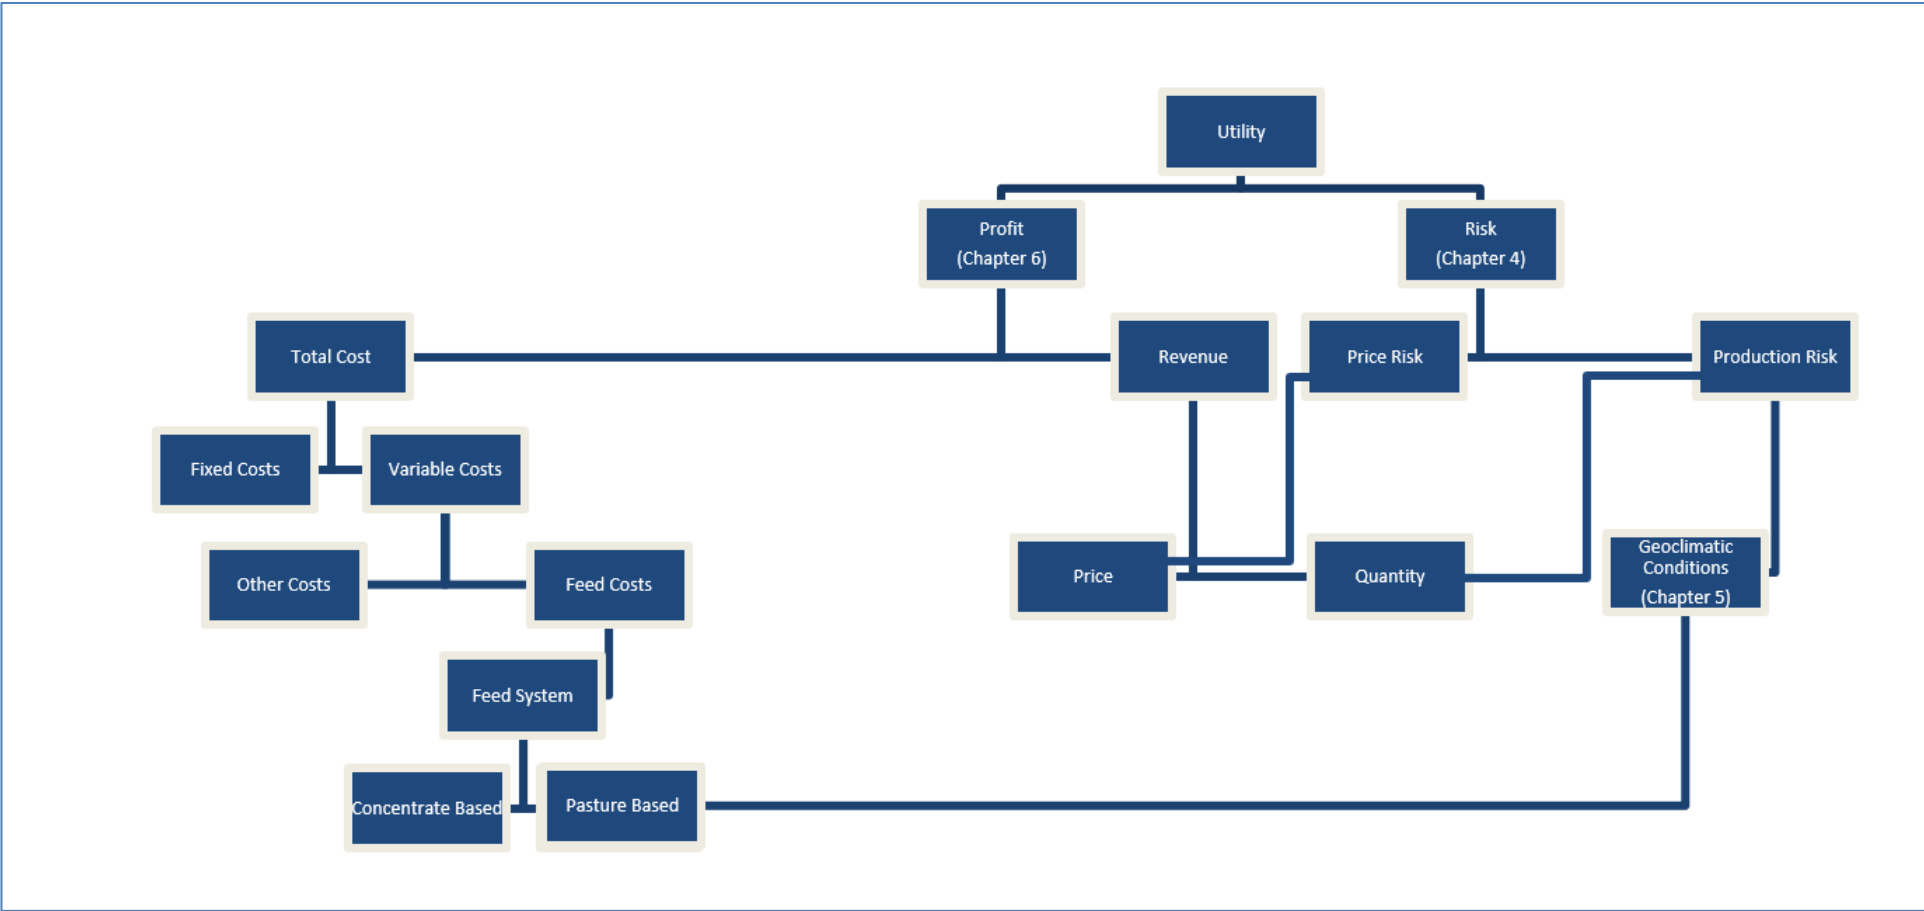 Utility
Profit
(Chapter 6)
Risk
(Chapter 4)
Total Cost
Revenue
Price Risk
Production Risk
Fixed Costs
Variable Costs
Other Costs
Feed Costs
Price
Quantity
Geoclimatic
Conditions
(Chapter 5)
Feed System
Concentrate Based
Pasture Based